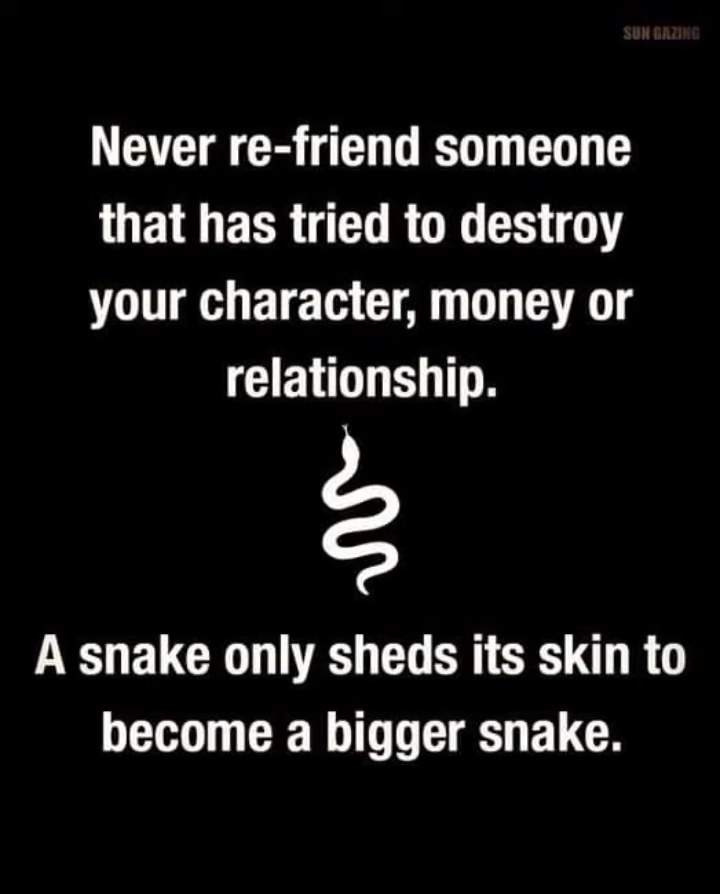 SUN GAZING
Never re-friend someone
that has tried to destroy
your character, money or
relationship.
A snake only sheds its skin to
become a bigger snake.